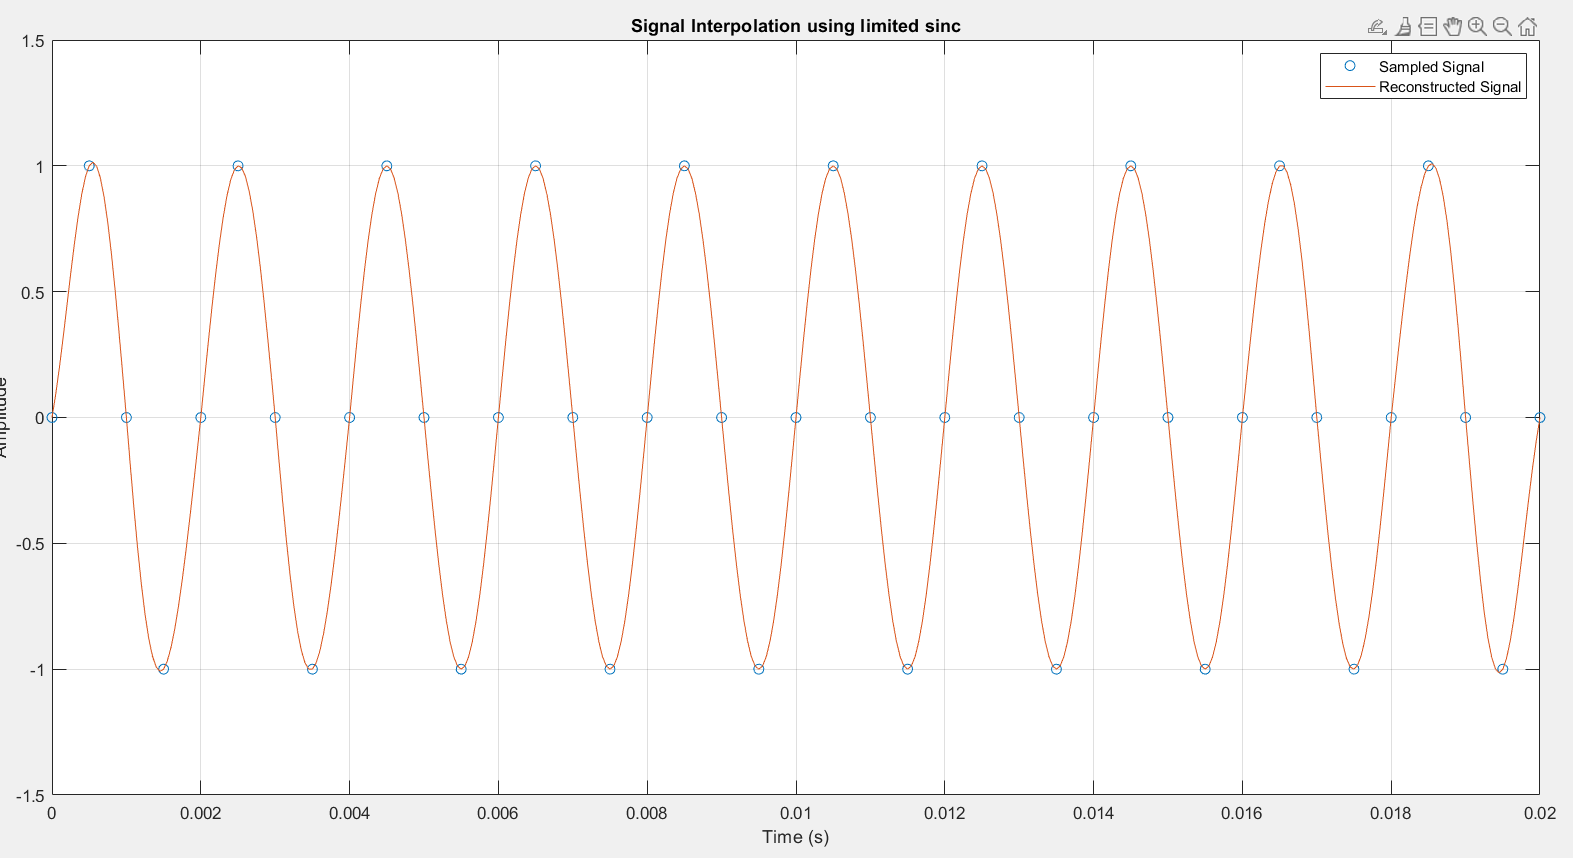 Signal Interpolation using limited sinc
Sampled Signal
Reconstructed Signal
1.5
1
0.5
0
-0.5
-1
-1.5
Amplitude
0 0.002 0.004 0.006 0.008 0.01 0.012 0.014 0.016 0.018 0.02
Time (s)